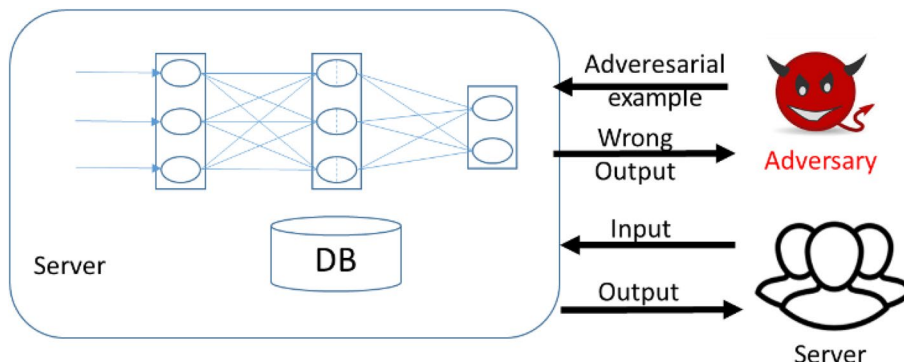 Adveresarial
example
Wrong
Output
Adversary
Input
Output
Server
DB
Server